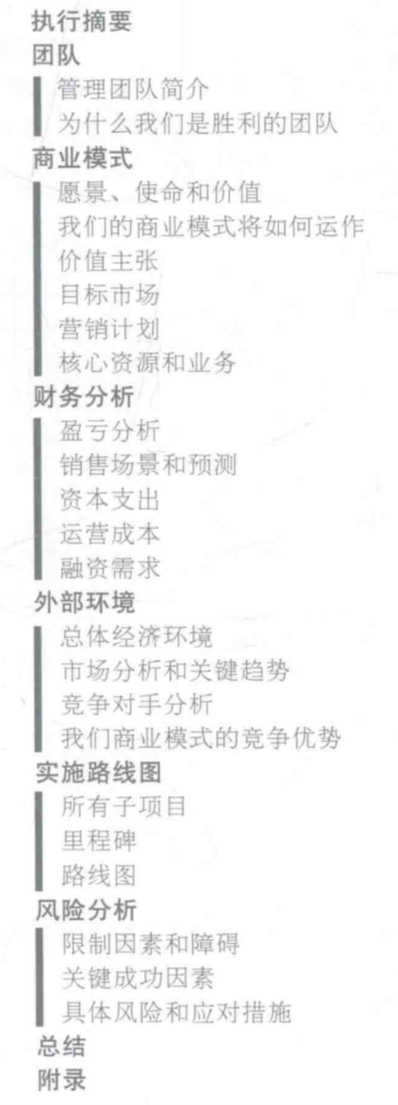 执行摘要
团队
管理团队简介
为什么我们是胜利的团队
商业模式
愿景、使命和价值
我们的商业模式将如何运作
价值主张
目标市场
营销计划
核心资源和业务
财务分析
盈亏分析
销售场景和预测
资本支出
运营成本
融资需求
外部环境
总体经济环境
市场分析和关键趋势
竞争对手分析
我们商业模式的竞争优势
实施路线图
所有子项目
里程碑
路线图
风险分析
限制因素和障碍
关键成功因素
具体风险和应对措施
总结
附录